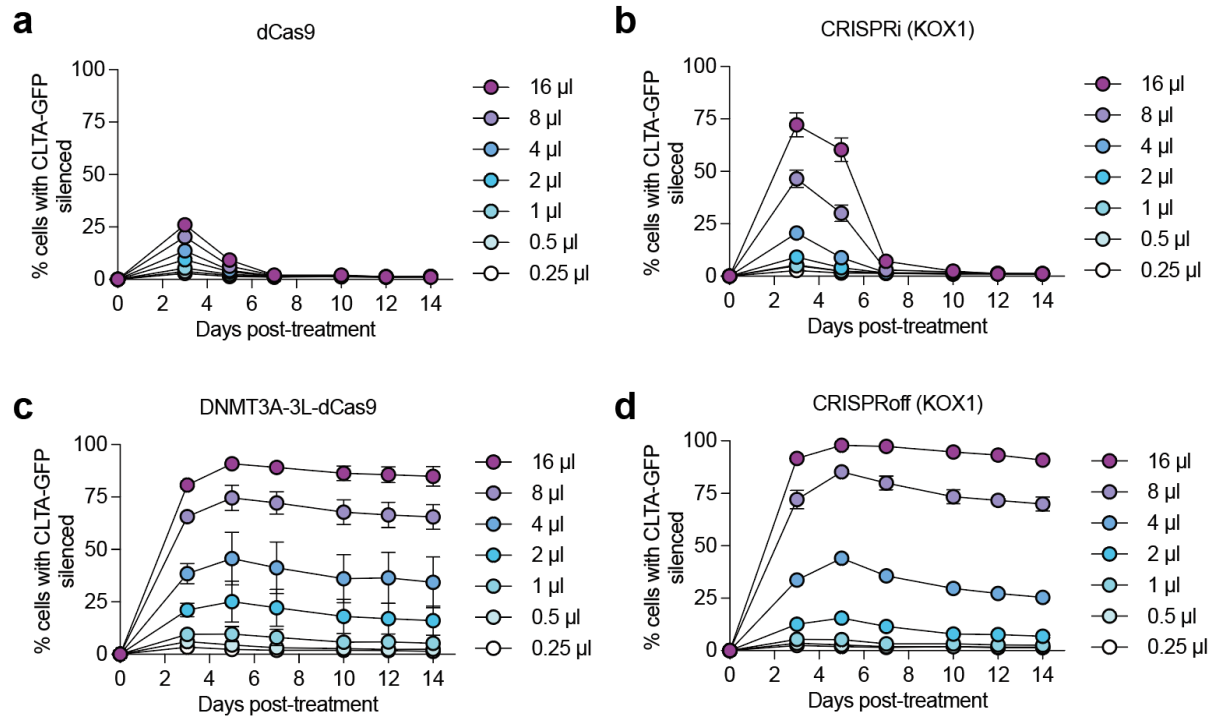 a
dCas9
% cells with CLTA-GFP
silenced
100
75
50
25
0
0 2 4 6 8 10 12 14
Days post-treatment
16 µl
8 µl
4 µl
2 µl
1 µl
0.5 µl
0.25 µl
b
CRISPRi (KOX1)
% cells with CLTA-GFP
sileced
100
75
50
25
0
0 2 4 6 8 10 12 14
Days post-treatment
16 µl
8 µl
4 µl
2 µl
1 µl
0.5 µl
0.25 µl
c
DNMT3A-3L-dCas9
% cells with CLTA-GFP
silenced
100
75
50
25
0
0 2 4 6 8 10 12 14
Days post-treatment
16 µl
8 µl
4 µl
2 µl
1 µl
0.5 µl
0.25 µl
d
CRISPRoff (KOX1)
% cells with CLTA-GFP
silenced
100
75
50
25
0
0 2 4 6 8 10 12 14
Days post-treatment
16 µl
8 µl
4 µl
2 µl
1 µl
0.5 µl
0.25 µl